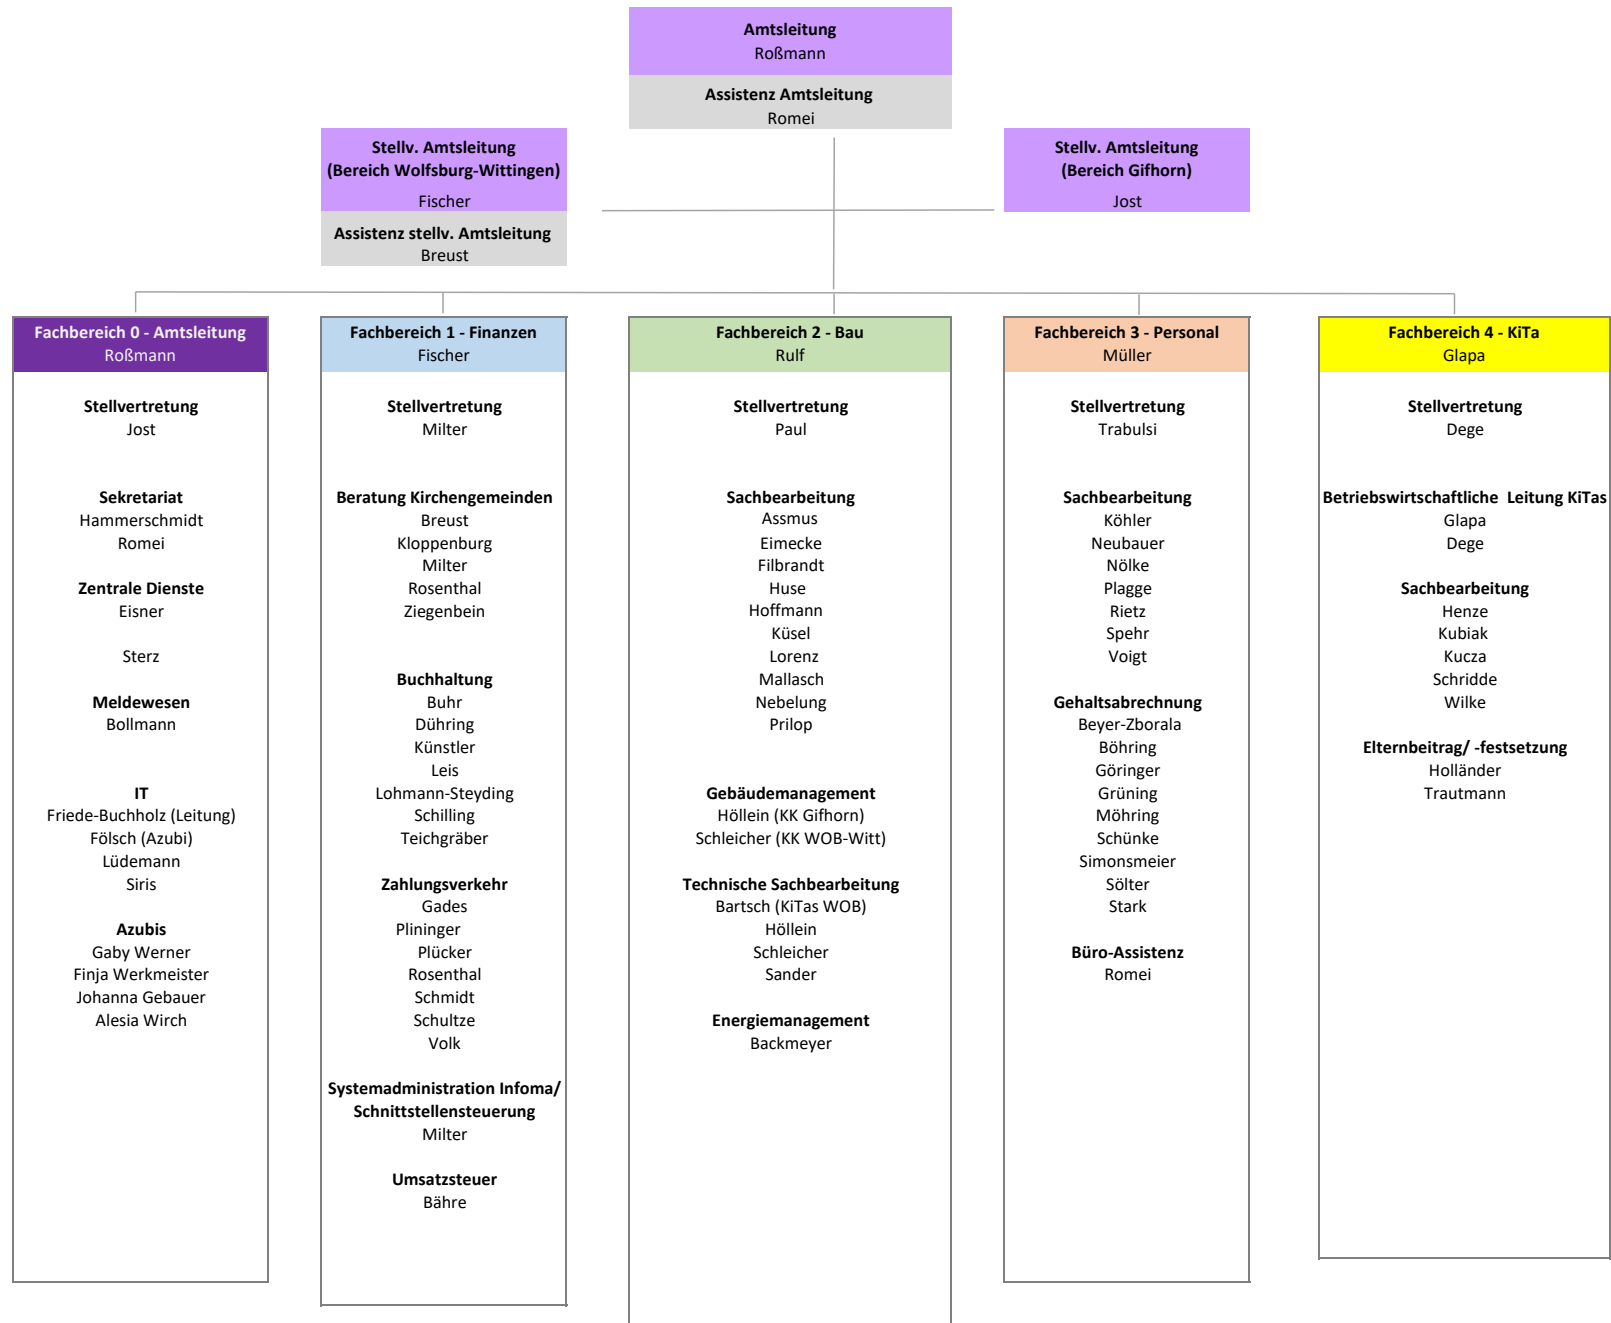 Amtsleitung
Roßmann
Assistenz Amtsleitung
Romei
Stellv. Amtsleitung
(Bereich Wolfsburg-Wittingen)
Fischer
Assistenz stellv. Amtsleitung
Breust
Stellv. Amtsleitung
(Bereich Gifhorn)
Jost
Fachbereich 0 - Amtsleitung
Roßmann
Stellvertretung
Jost
Sekretariat
Hammerschmidt
Romei
Zentrale Dienste
Eisner
Sterz
Meldewesen
Bollmann
IT
Friede-Buchholz (Leitung)
Fölsch (Azubi)
Lüdemann
Siris
Azubis
Gaby Werner
Finja Werkmeister
Johanna Gebauer
Alesia Wirch
Fachbereich 1 - Finanzen
Fischer
Stellvertretung
Milter
Beratung Kirchengemeinden
Breust
Kloppenburg
Milter
Rosenthal
Ziegenbein
Buchhaltung
Buhr
Dühring
Künstler
Leis
Lohmann-Steyding
Schilling
Teichgräber
Zahlungsverkehr
Gades
Plininger
Plücker
Rosenthal
Schmidt
Schultze
Volk
Systemadministration Infoma/
Schnittstellensteuerung
Milter
Umsatzsteuer
Bähre
Fachbereich 2 - Bau
Rulf
Stellvertretung
Paul
Sachbearbeitung
Assmus
Eimecke
Filbrandt
Huse
Hoffmann
Küsel
Lorenz
Mallasch
Nebelung
Prilop
Gebäudemanagement
Höllein (KK Gifhorn)
Schleicher (KK WOB-Witt)
Technische Sachbearbeitung
Bartsch (KiTas WOB)
Höllein
Schleicher
Sander
Energiemanagement
Backmeyer
Fachbereich 3 - Personal
Müller
Stellvertretung
Trabulsi
Sachbearbeitung
Köhler
Neubauer
Nölke
Plagge
Rietz
Spehr
Voigt
Gehaltsabrechnung
Beyer-Zborala
Böhring
Göringer
Grüning
Möhring
Schünke
Simonsmeier
Sölter
Stark
Büro-Assistenz
Romei
Fachbereich 4 - KiTa
Glapa
Stellvertretung
Dege
Betriebswirtschaftliche  Leitung KiTas
Glapa
Dege
Sachbearbeitung
Henze
Kubiak
Kucza
Schridde
Wilke
Elternbeitrag/ -festsetzung
Holländer
Trautmann